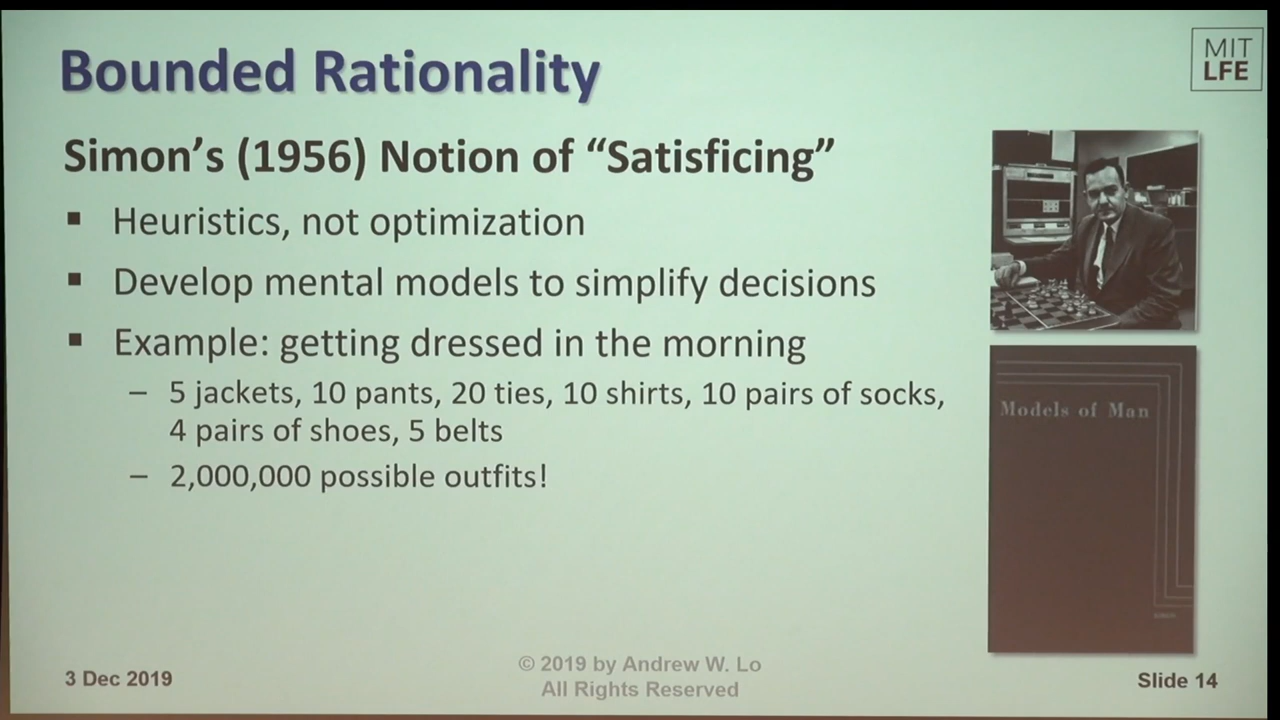 Bounded Rationality
MIT
LFE
Simon's (1956) Notion of “Satisficing”
▪ Heuristics, not optimization
▪ Develop mental models to simplify decisions
▪ Example: getting dressed in the morning
– 5 jackets, 10 pants, 20 ties, 10 shirts, 10 pairs of socks,
4 pairs of shoes, 5 belts
– 2,000,000 possible outfits!
Models of Man
3 Dec 2019
© 2019 by Andrew W. Lo
All Rights Reserved
Slide 14